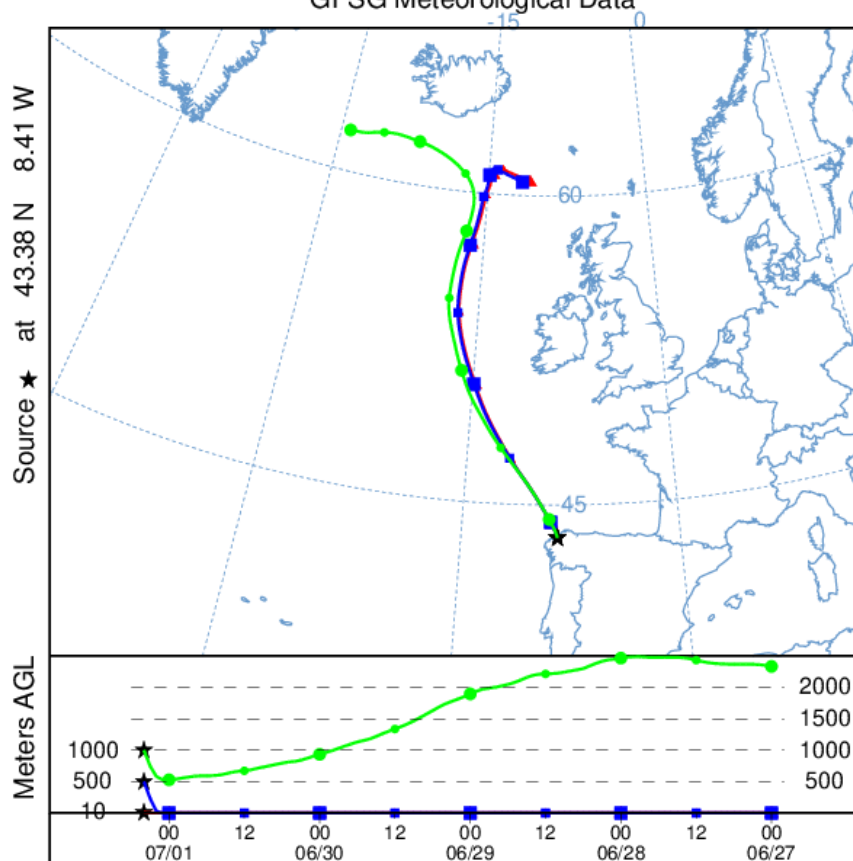 GFSG Meteorological Data
-15
0
Source ★ at 43.38 N 8.41 W
60
45
Meters AGL
2000
1500
1000 1000
500 500
10
00 12 00 12 00 12 00 12 00
07/01 06/30 06/29 06/28 06/27